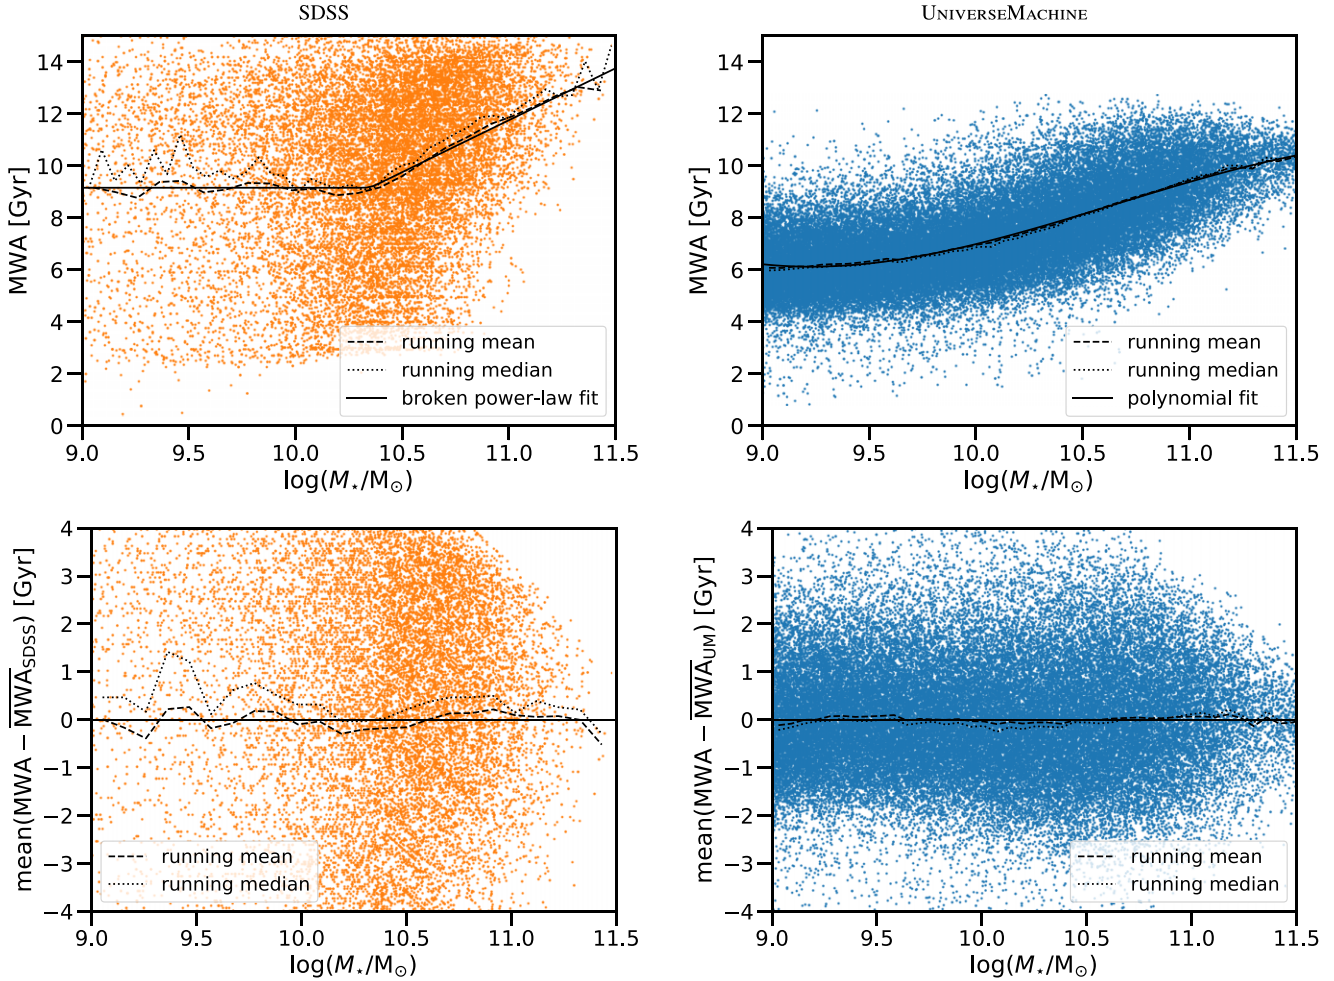 SDSS
UNIVERSEMACHINE
MWA [Gyr]
14
12
10
8
6
4
2
0
running mean
running median
broken power-law fit
9.0 9.5 10.0 10.5 11.0 11.5
log(M⋆/M⊙)
MWA [Gyr]
14
12
10
8
6
4
2
0
running mean
running median
polynomial fit
9.0 9.5 10.0 10.5 11.0 11.5
log(M⋆/M⊙)
mean(MWA − M̅W̅A̅SDSS) [Gyr]
4
3
2
1
0
−1
−2
−3
−4
running mean
running median
9.0 9.5 10.0 10.5 11.0 11.5
log(M⋆/M⊙)
mean(MWA − M̅W̅A̅UM) [Gyr]
4
3
2
1
0
−1
−2
−3
−4
running mean
running median
9.0 9.5 10.0 10.5 11.0 11.5
log(M⋆/M⊙)